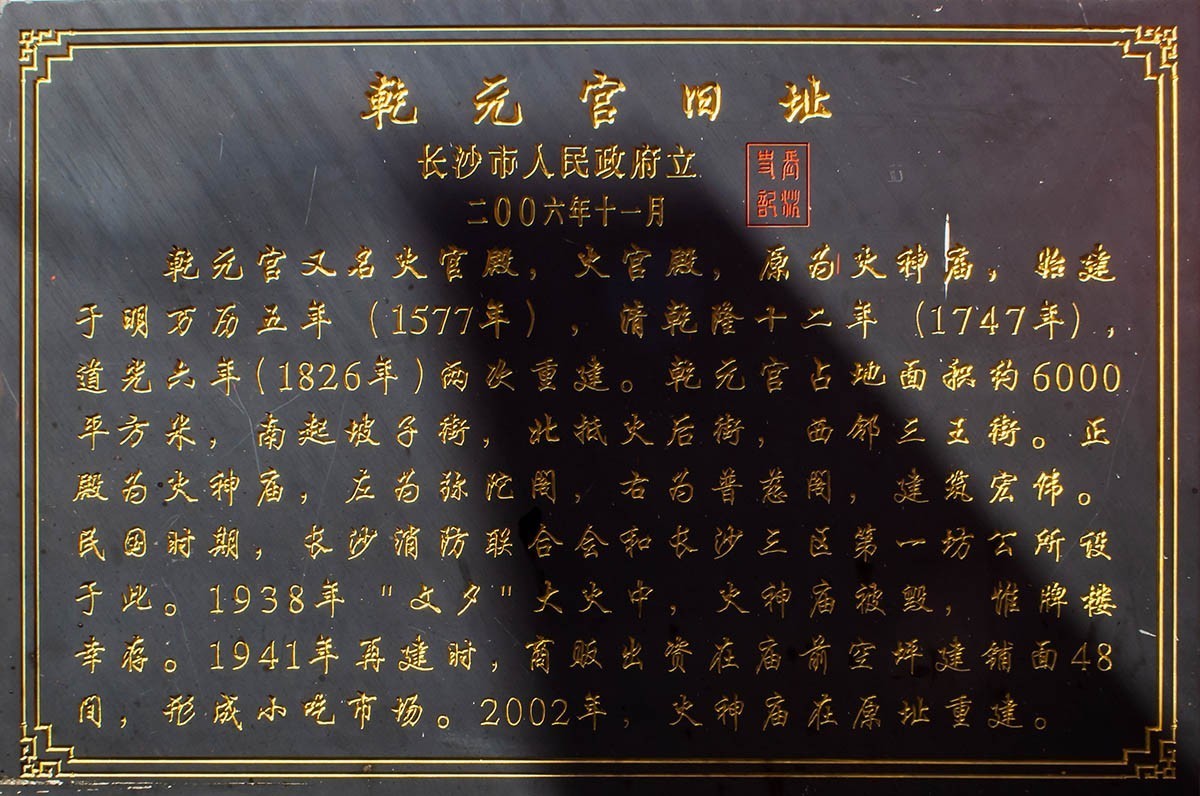 乾元宫旧址
长沙市人民政府立
二00六年十一月
长沙史记
乾元宫又名火宫殿，火宫殿，原为火神庙，始建
于明万历五年（1577年），清乾隆十二年（1747年），
道光六年（1826年）两次重建。乾元宫占地面积约6000
平方米，南起坡子街，北抵火后街，西邻三王街。正
殿为火神庙，左为弥陀阁，右为普慈阁，建筑宏伟。
民国时期，长沙消防联合会和长沙三区第一坊公所设
于此。1938年"文夕"大火中，火神庙被毁，惟牌楼
幸存。1941年再建时，商贩出资在庙前空坪建铺面48
间，形成小吃市场。2002年，火神庙在原址重建。